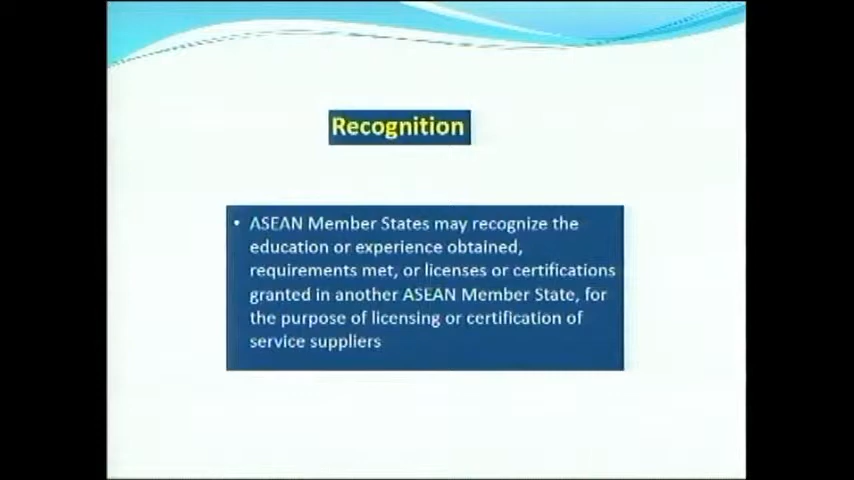 Recognition
• ASEAN Member States may recognize the
education or experience obtained,
requirements met, or licenses or certifications
granted in another ASEAN Member State, for
the purpose of licensing or certification of
service suppliers